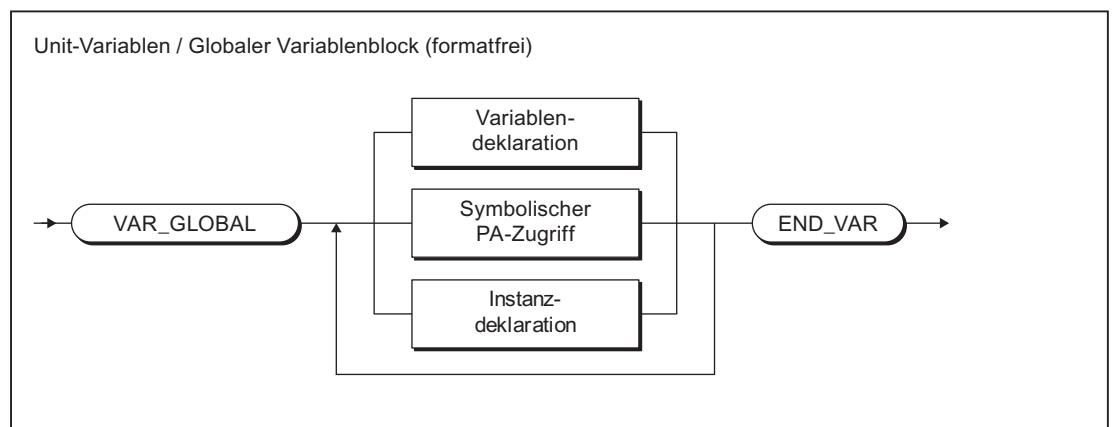 Unit-Variablen / Globaler Variablenblock (formatfrei)
Variablen-
deklaration
VAR_GLOBAL
Symbolischer
PA-Zugriff
END_VAR
Instanz-
deklaration